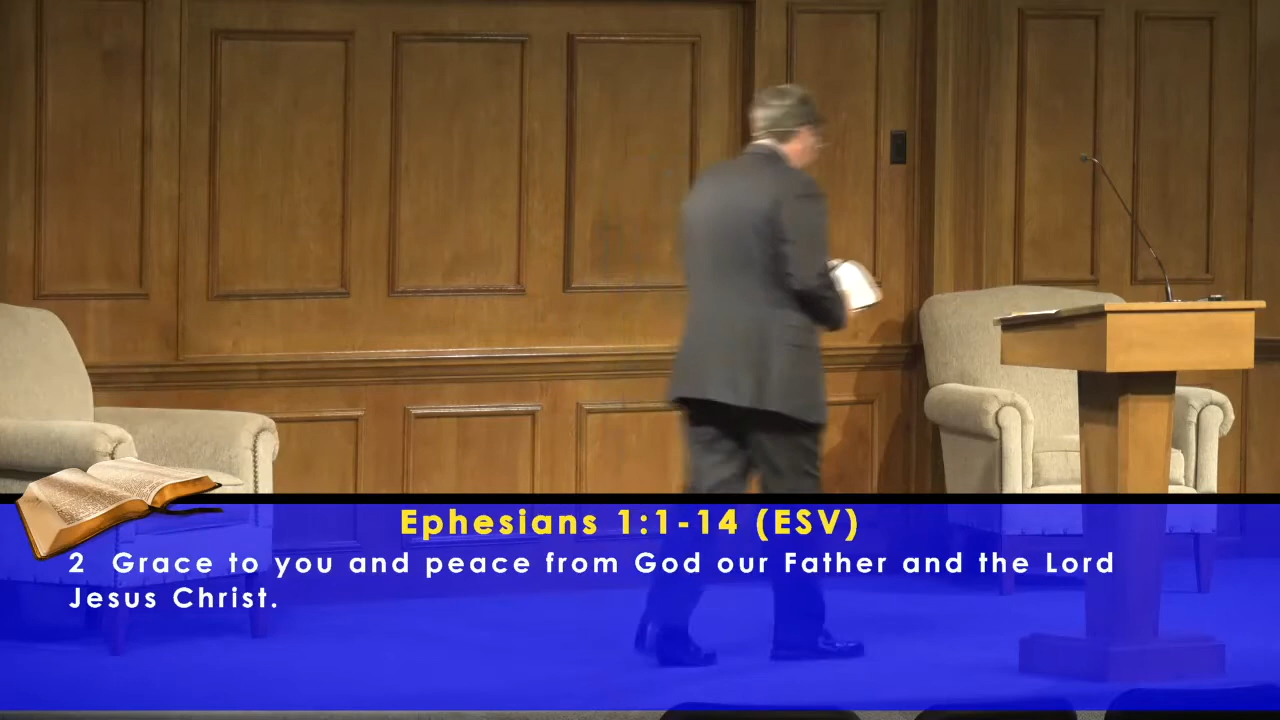 Ephesians 1:1-14 (ESV)
2 Grace to you and peace from God our Father and the Lord
Jesus Christ.